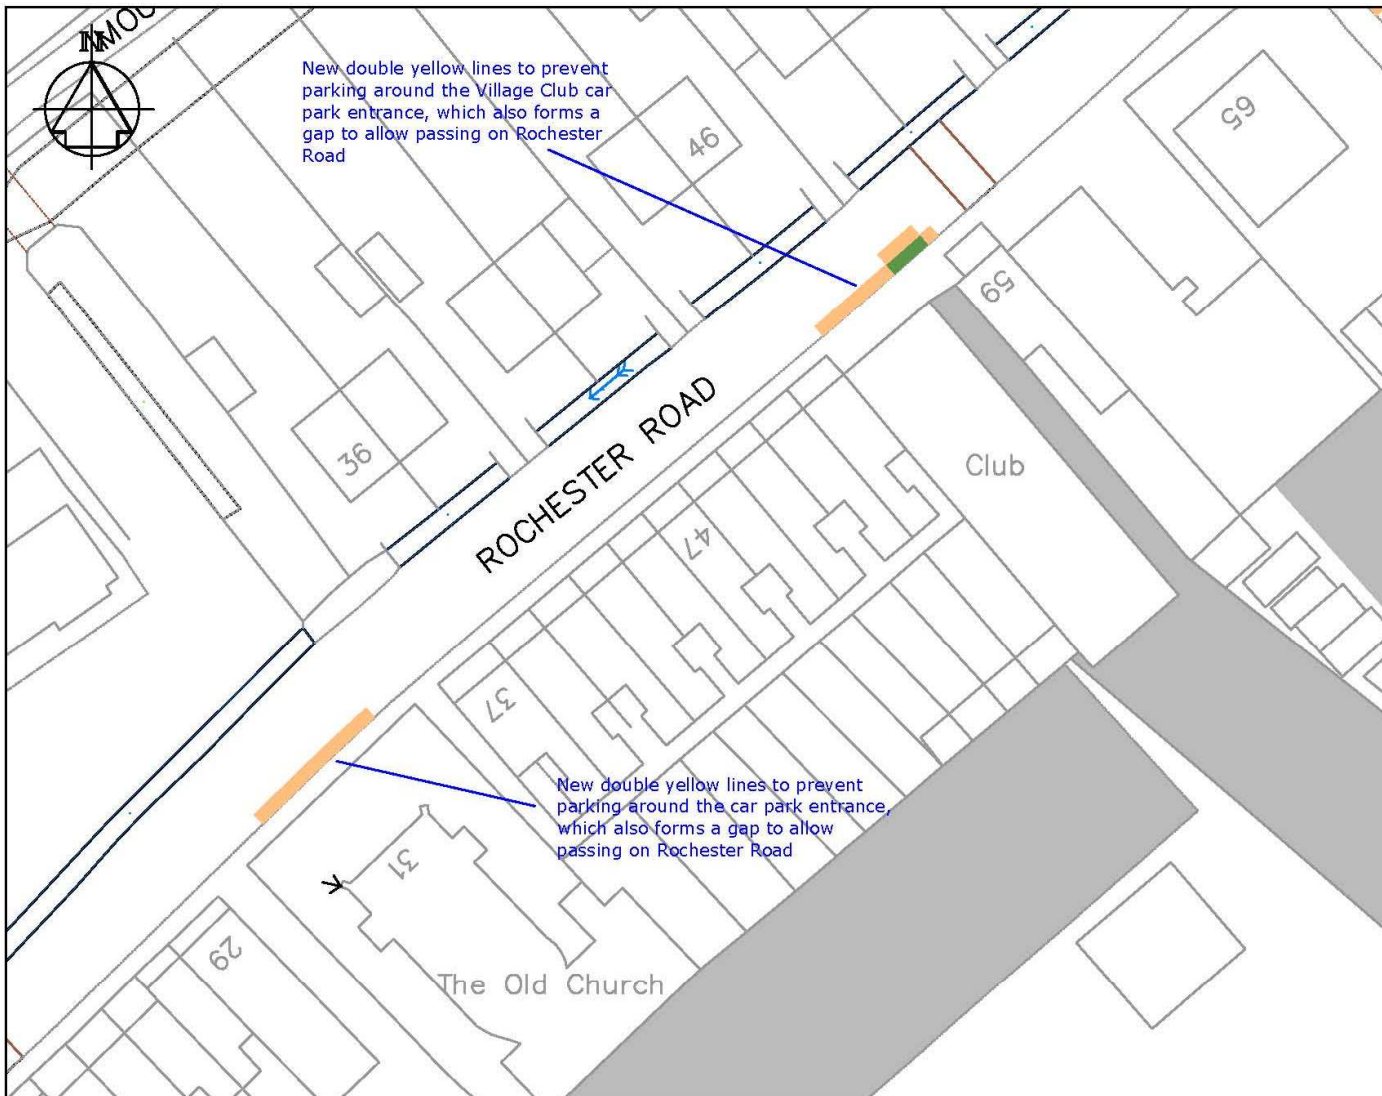 MOU
N
New double yellow lines to prevent
parking around the Village Club car
park entrance, which also forms a
gap to allow passing on Rochester
Road
46
65
59
36
ROCHESTER ROAD
Club
47
37
New double yellow lines to prevent
parking around the car park entrance,
which also forms a gap to allow
passing on Rochester Road
31
29
The Old Church